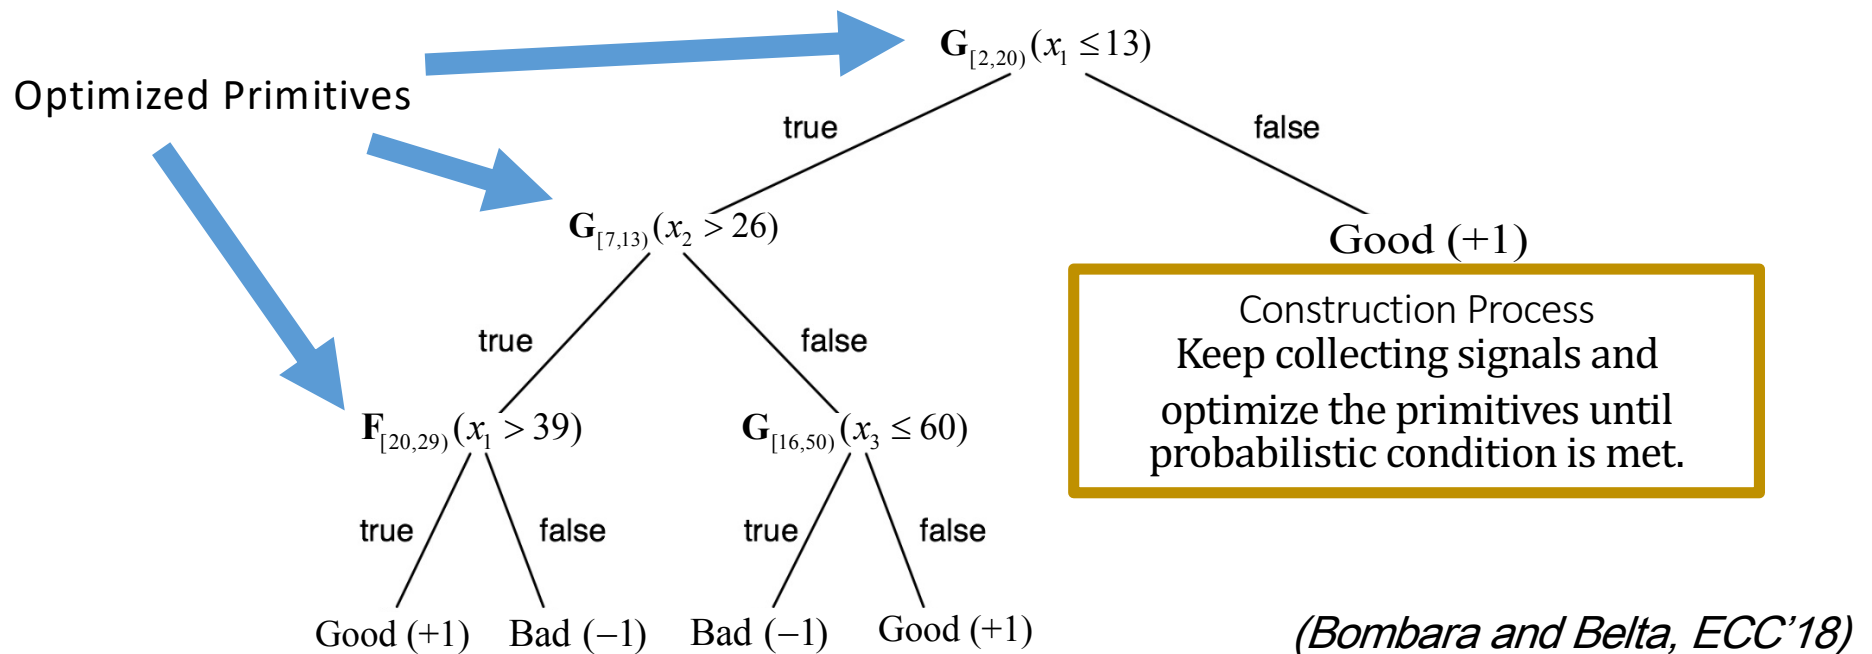 G[2,20)(x1 ≤ 13)
Optimized Primitives
true
false
G[7,13)(x2 > 26)
Good (+1)
Construction Process
Keep collecting signals and
optimize the primitives until
probabilistic condition is met.
true
false
F[20,29)(x1 > 39)
G[16,50)(x3 ≤ 60)
true
false
true
false
Good (+1)
Bad (−1)
Bad (−1)
Good (+1)
(Bombara and Belta, ECC'18)